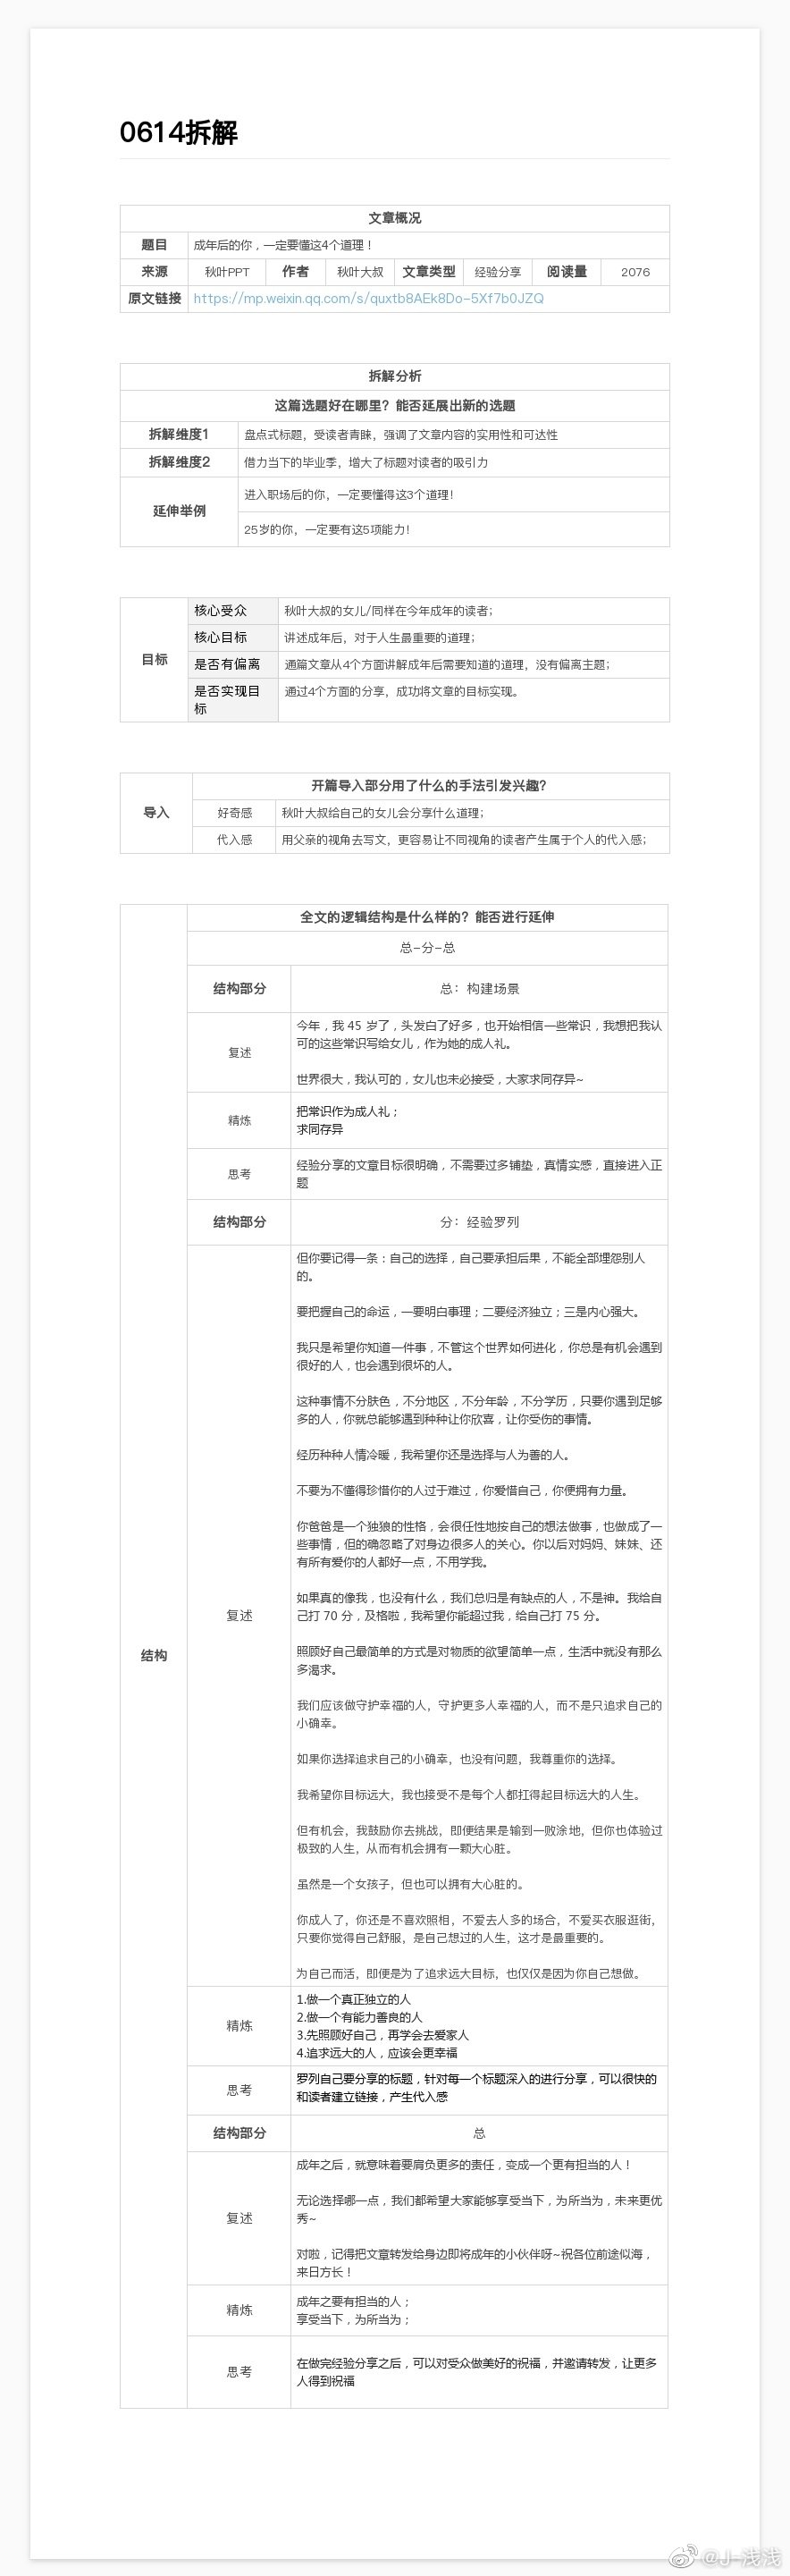 0614拆解
文章概况
题目 成年后的你，一定要懂这4个道理！
来源 秋叶PPT 作者 秋叶大叔 文章类型 经验分享 阅读量 2076
原文链接 https://mp.weixin.qq.com/s/quxtb8AEk8Do-5Xf7b0JZQ
拆解分析
这篇选题好在哪里？能否延展出新的选题
拆解维度1 盘点式标题，受读者青睐，强调了文章内容的实用性和可达性
拆解维度2 借力当下的毕业季，增大了标题对读者的吸引力
延伸举例
进入职场后的你，一定要懂得这3个道理！
25岁的你，一定要有这5项能力！
目标
核心受众 秋叶大叔的女儿/同样在今年成年的读者；
核心目标 讲述成年后，对于人生最重要的道理；
是否有偏离 通篇文章从4个方面讲解成年后需要知道的道理，没有偏离主题；
是否实现目 通过4个方面的分享，成功将文章的目标实现。
标
导入
开篇导入部分用了什么的手法引发兴趣？
好奇感 秋叶大叔给自己的女儿会分享什么道理；
代入感 用父亲的视角去写文，更容易让不同视角的读者产生属于个人的代入感；
结构
全文的逻辑结构是什么样的？能否进行延伸
总-分-总
结构部分 总：构建场景
复述
今年，我 45 岁了，头发白了好多，也开始相信一些常识，我想把我认
可的这些常识写给女儿，作为她的成人礼。
世界很大，我认可的，女儿也未必接受，大家求同存异~
精炼
把常识作为成人礼；
求同存异
思考
经验分享的文章目标很明确，不需要过多铺垫，真情实感，直接进入正
题
结构部分 分：经验罗列
复述
但你要记得一条：自己的选择，自己要承担后果，不能全部埋怨别人
的。
要把握自己的命运，一要明白事理；二要经济独立；三是内心强大。
我只是希望你知道一件事，不管这个世界如何进化，你总是有机会遇到
很好的人，也会遇到很坏的人。
这种事情不分肤色，不分地区，不分年龄，不分学历，只要你遇到足够
多的人，你就总能够遇到种种让你欣喜，让你受伤的事情。
经历种种人情冷暖，我希望你还是选择与人为善的人。
不要为不懂得珍惜你的人过于难过，你爱惜自己，你便拥有力量。
你爸爸是一个独狼的性格，会很任性地按自己的想法做事，也做成了一
些事情，但的确忽略了对身边很多人的关心。你以后对妈妈、妹妹、还
有所有爱你的人都好一点，不用学我。
如果真的像我，也没有什么，我们总归是有缺点的人，不是神。我给自
己打 70 分，及格啦，我希望你能超过我，给自己打 75 分。
照顾好自己最简单的方式是对物质的欲望简单一点，生活中就没有那么
多渴求。
我们应该做守护幸福的人，守护更多人幸福的人，而不是只追求自己的
小确幸。
如果你选择追求自己的小确幸，也没有问题，我尊重你的选择。
我希望你目标远大，我也接受不是每个人都扛得起目标远大的人生。
但有机会，我鼓励你去挑战，即便结果是输到一败涂地，但你也体验过
极致的人生，从而有机会拥有一颗大心脏。
虽然是一个女孩子，但也可以拥有大心脏的。
你成人了，你还是不喜欢照相，不爱去人多的场合，不爱买衣服逛街，
只要你觉得自己舒服，是自己想过的人生，这才是最重要的。
为自己而活，即便是为了追求远大目标，也仅仅是因为你自己想做。
精炼
1.做一个真正独立的人
2.做一个有能力善良的人
3.先照顾好自己，再学会去爱家人
4.追求远大的人，应该会更幸福
思考
罗列自己要分享的标题，针对每一个标题深入的进行分享，可以很快的
和读者建立链接，产生代入感
结构部分 总
复述
成年之后，就意味着要肩负更多的责任，变成一个更有担当的人！
无论选择哪一点，我们都希望大家能够享受当下，为所当为，未来更优
秀~
对啦，记得把文章转发给身边即将成年的小伙伴呀~祝各位前途似海，
来日方长！
精炼
成年之要有担当的人；
享受当下，为所当为；
思考
在做完经验分享之后，可以对受众做美好的祝福，并邀请转发，让更多
人得到祝福
@J-浅浅